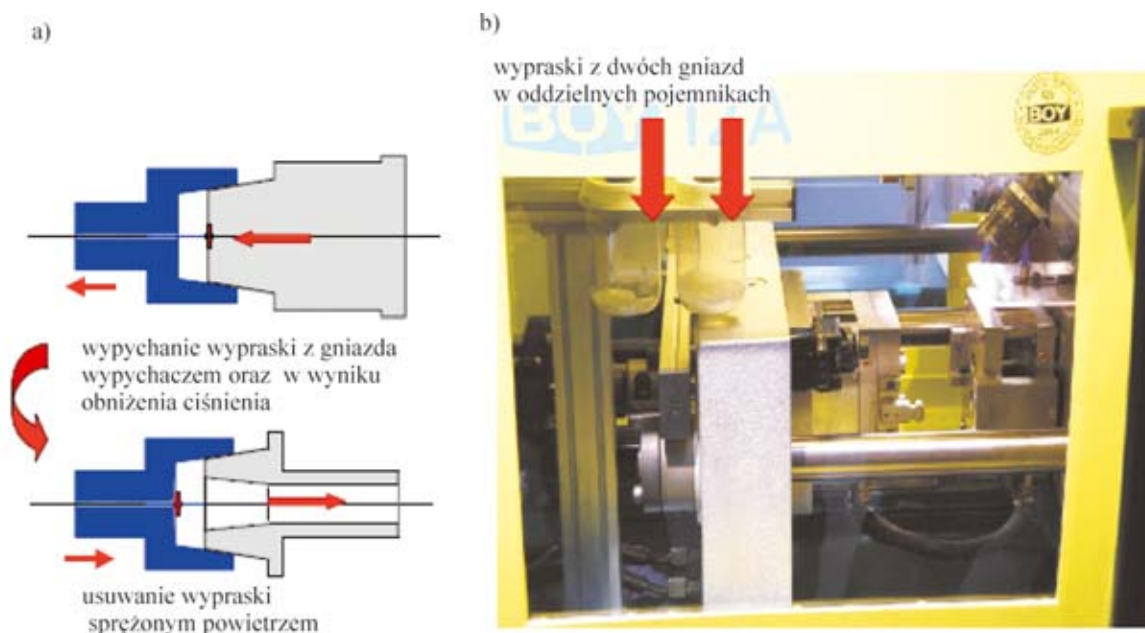 a)
wypychanie wypraski z gniazda
wypychaczem oraz w wyniku
obniżenia ciśnienia
usuwanie wypraski
sprężonym powietrzem
b)
wypraski z dwóch gniazd
w oddzielnych pojemnikach
BOY 12A
BOY